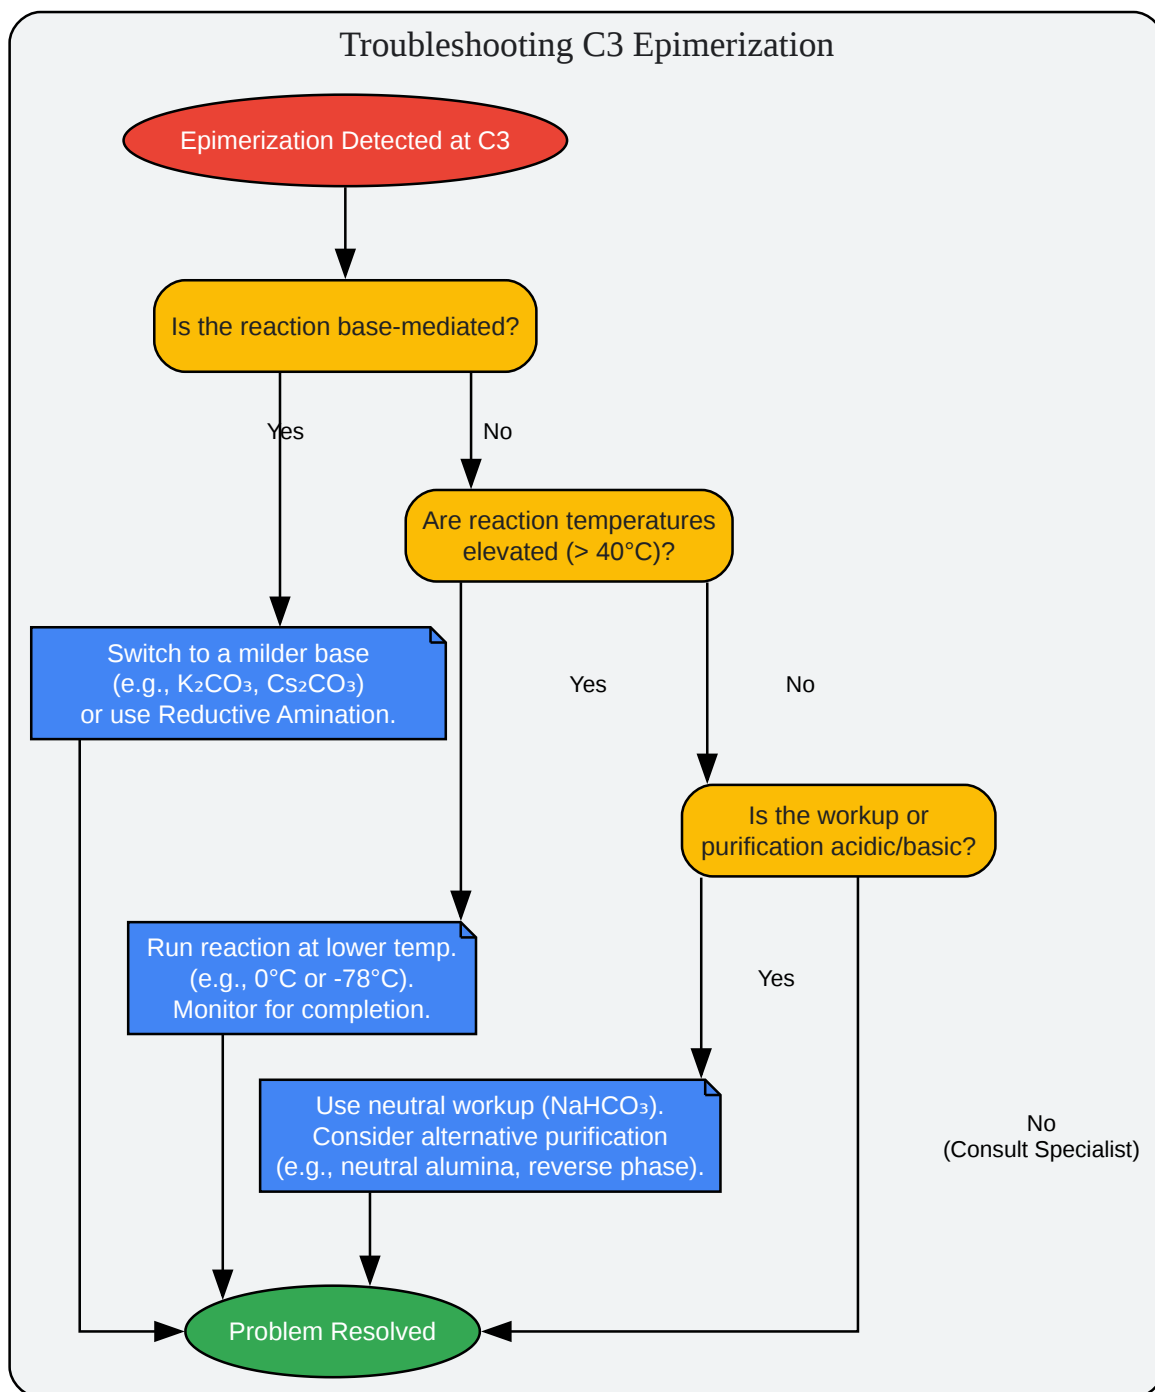 Troubleshooting C3 Epimerization
Epimerization Detected at C3
Is the reaction base-mediated?
Yes
No
Are reaction temperatures
elevated (> 40°C)?
Switch to a milder base
(e.g., K₂CO₃, Cs₂CO₃)
or use Reductive Amination.
Yes
No
Is the workup or
purification acidic/basic?
Run reaction at lower temp.
(e.g., 0°C or -78°C).
Monitor for completion.
Yes
Use neutral workup (NaHCO₃).
Consider alternative purification
(e.g., neutral alumina, reverse phase).
No
(Consult Specialist)
Problem Resolved